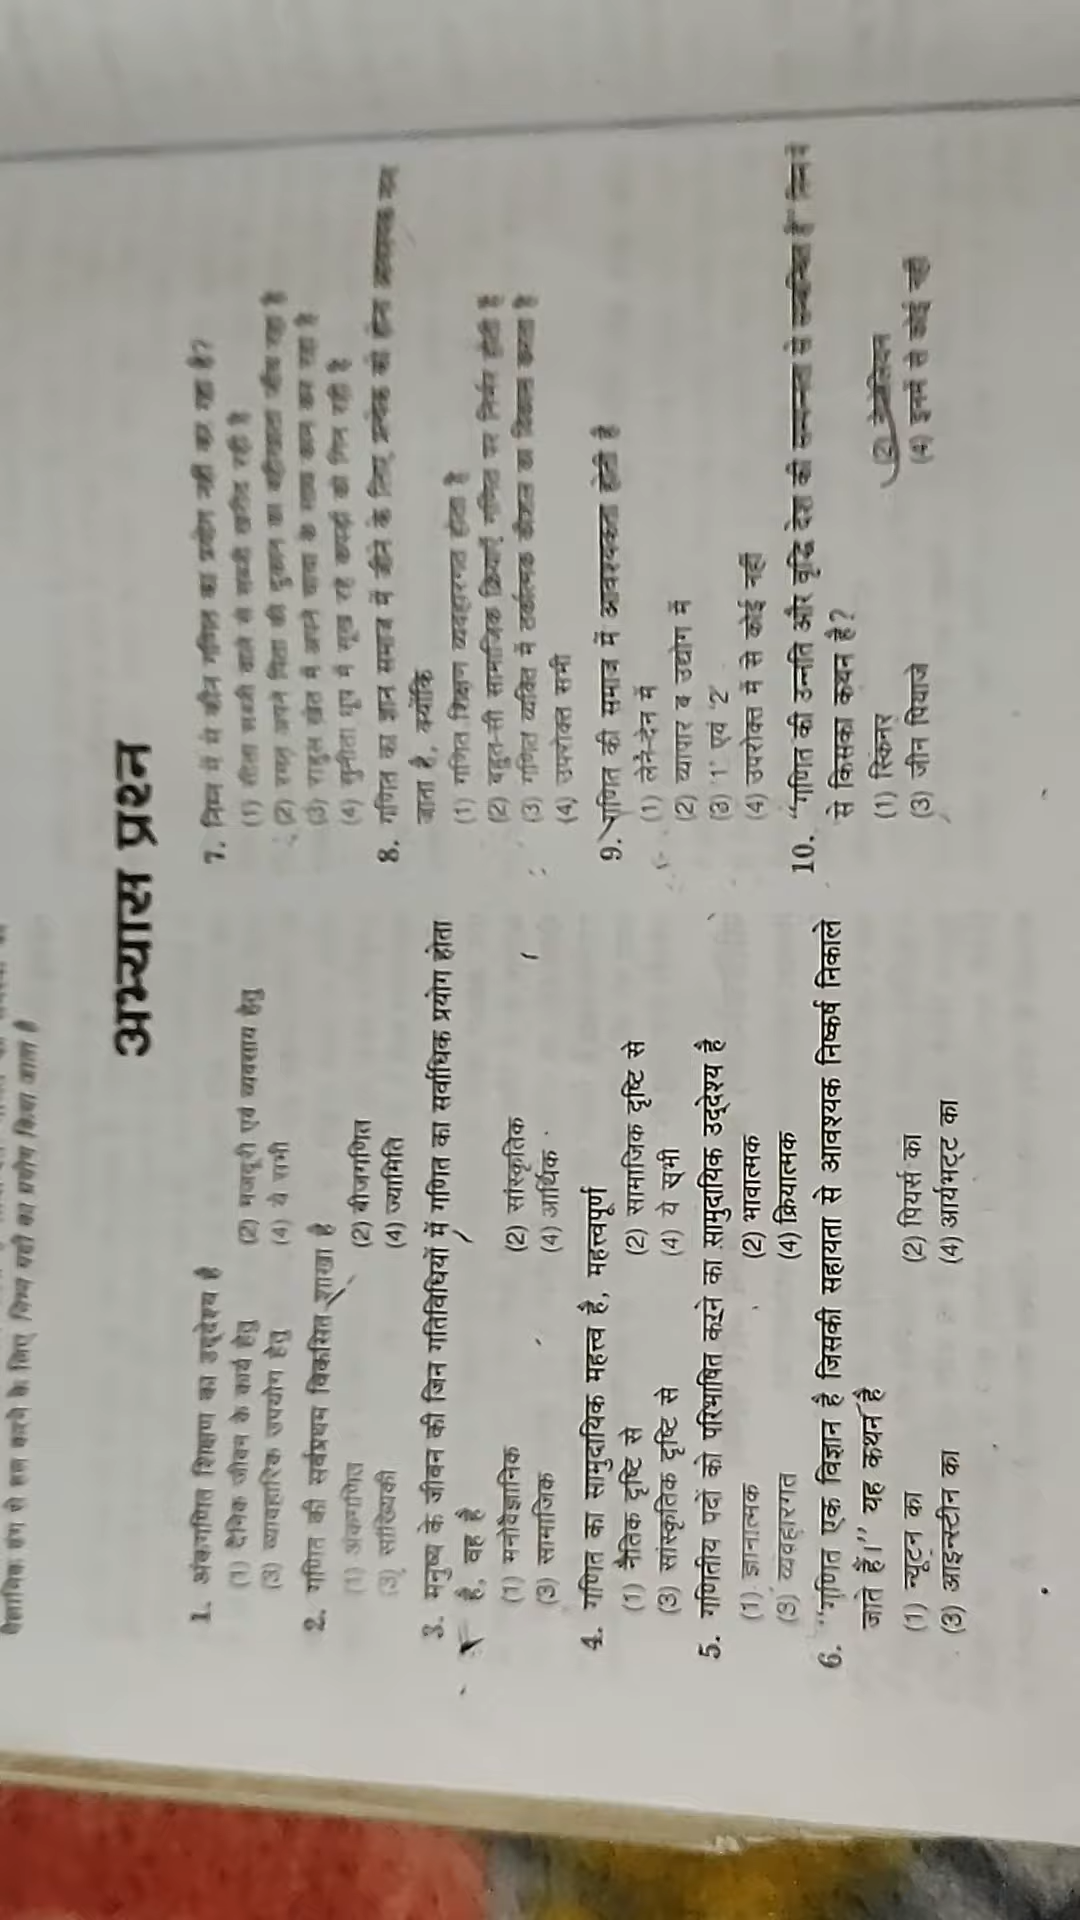 अभ्यास प्रश्न
1. अंकगणित शिक्षण का उद्देश्य है
(1) दैनिक जीवन के कार्य हेतु (2) मजदूरी एवं व्यवसाय हेतु
(3) व्यावहारिक उपयोग हेतु (4) ये सभी
2. गणित की सर्वप्रथम विकसित शाखा है
(1) अंकगणित (2) बीजगणित
(3) सांख्यिकी (4) ज्यामिति
3. मनुष्य के जीवन की जिन गतिविधियों में गणित का सर्वाधिक प्रयोग होता
है, वह है
(1) मनोवैज्ञानिक (2) सांस्कृतिक
(3) सामाजिक (4) आर्थिक
4. गणित का सामुदायिक महत्त्व है, महत्त्वपूर्ण
(1) नैतिक दृष्टि से (2) सामाजिक दृष्टि से
(3) सांस्कृतिक दृष्टि से (4) ये सभी
5. गणितीय पदों को परिभाषित करने का सामुदायिक उद्देश्य है
(1) ज्ञानात्मक (2) भावात्मक
(3) व्यवहारगत (4) क्रियात्मक
6. "गणित एक विज्ञान है जिसकी सहायता से आवश्यक निष्कर्ष निकाले
जाते हैं।" यह कथन है
(1) न्यूटन का (2) पियर्स का
(3) आइन्स्टीन का (4) आर्यभट्ट का
7. निम्न में से कौन गणित का प्रयोग नहीं कर रहा है?
(1) सीमा सब्जी वाले से सब्जी खरीद रही है
(2) मधु अपने पिता की दुकान का बहीखाता जाँच रहा है
(3) राहुल खेत में अपने चाचा के साथ काम कर रहा है
(4) सुनीता धूप में सूख रहे कपड़ों को गिन रही है
8. गणित का ज्ञान समाज में जीने के लिए प्रत्येक को होना आवश्यक माना
जाता है, क्योंकि
(1) गणित शिक्षण व्यवहारगत होता है
(2) बहुत-सी सामाजिक क्रियाएँ गणित पर निर्भर होती हैं
(3) गणित व्यक्ति में तर्कात्मक कौशल का विकास करता है
(4) उपरोक्त सभी
9. गणित की समाज में आवश्यकता होती है
(1) लेन-देन में
(2) व्यापार व उद्योग में
(3) 1 एवं 2
(4) उपरोक्त में से कोई नहीं
10. "गणित की उन्नति और वृद्धि देश की सम्पन्नता से सम्बन्धित है"
से किसका कथन है?
(1) स्किनर (2) नेपोलियन
(3) जीन पियाजे (4) इनमें से कोई नहीं